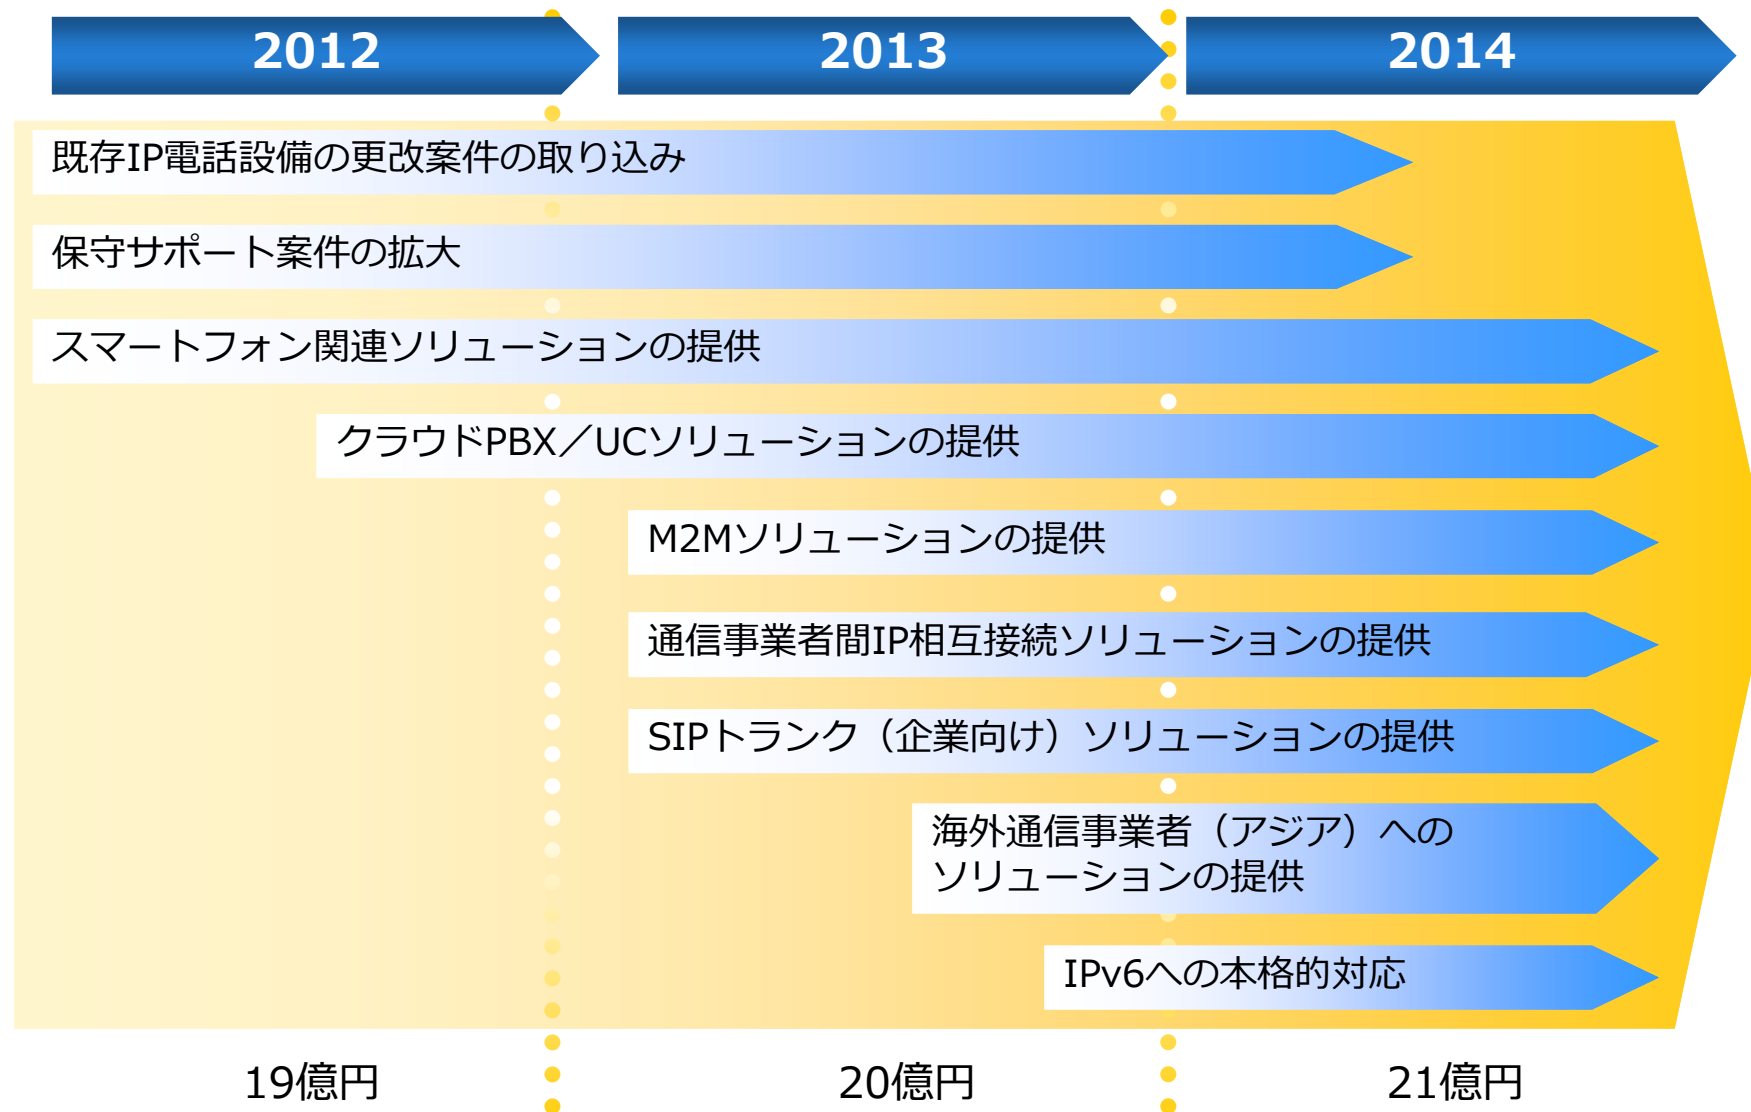 2012
2013
2014
既存IP電話設備の更改案件の取り込み
保守サポート案件の拡大
スマートフォン関連ソリューションの提供
クラウドPBX／UCソリューションの提供
M2Mソリューションの提供
通信事業者間IP相互接続ソリューションの提供
SIPトランク（企業向け）ソリューションの提供
海外通信事業者（アジア）への
ソリューションの提供
IPv6への本格的対応
19億円
20億円
21億円